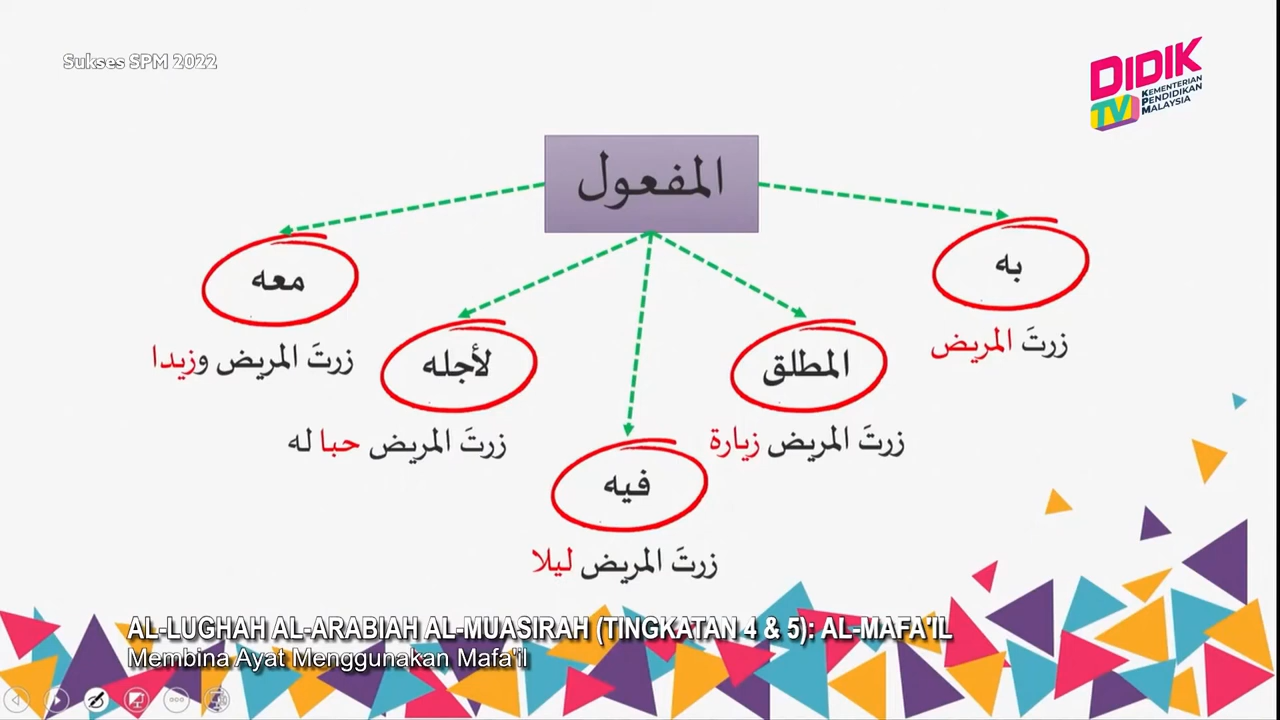 Sukses SPM 2022
DIDIK
TV
KEMENTERIAN
PENDIDIKAN
MALAYSIA
المفعول
به
زرتَ المريض
المطلق
زرتَ المريض زيارة
فيه
زرتَ المريض ليلا
لأجله
زرتَ المريض حبا له
معه
زرتَ المريض وزيدا
AL-LUGHAH AL-ARABIAH AL-MUASIRAH (TINGKATAN 4 & 5): AL-MAFA'IL
Membina Ayat Menggunakan Mafa'il